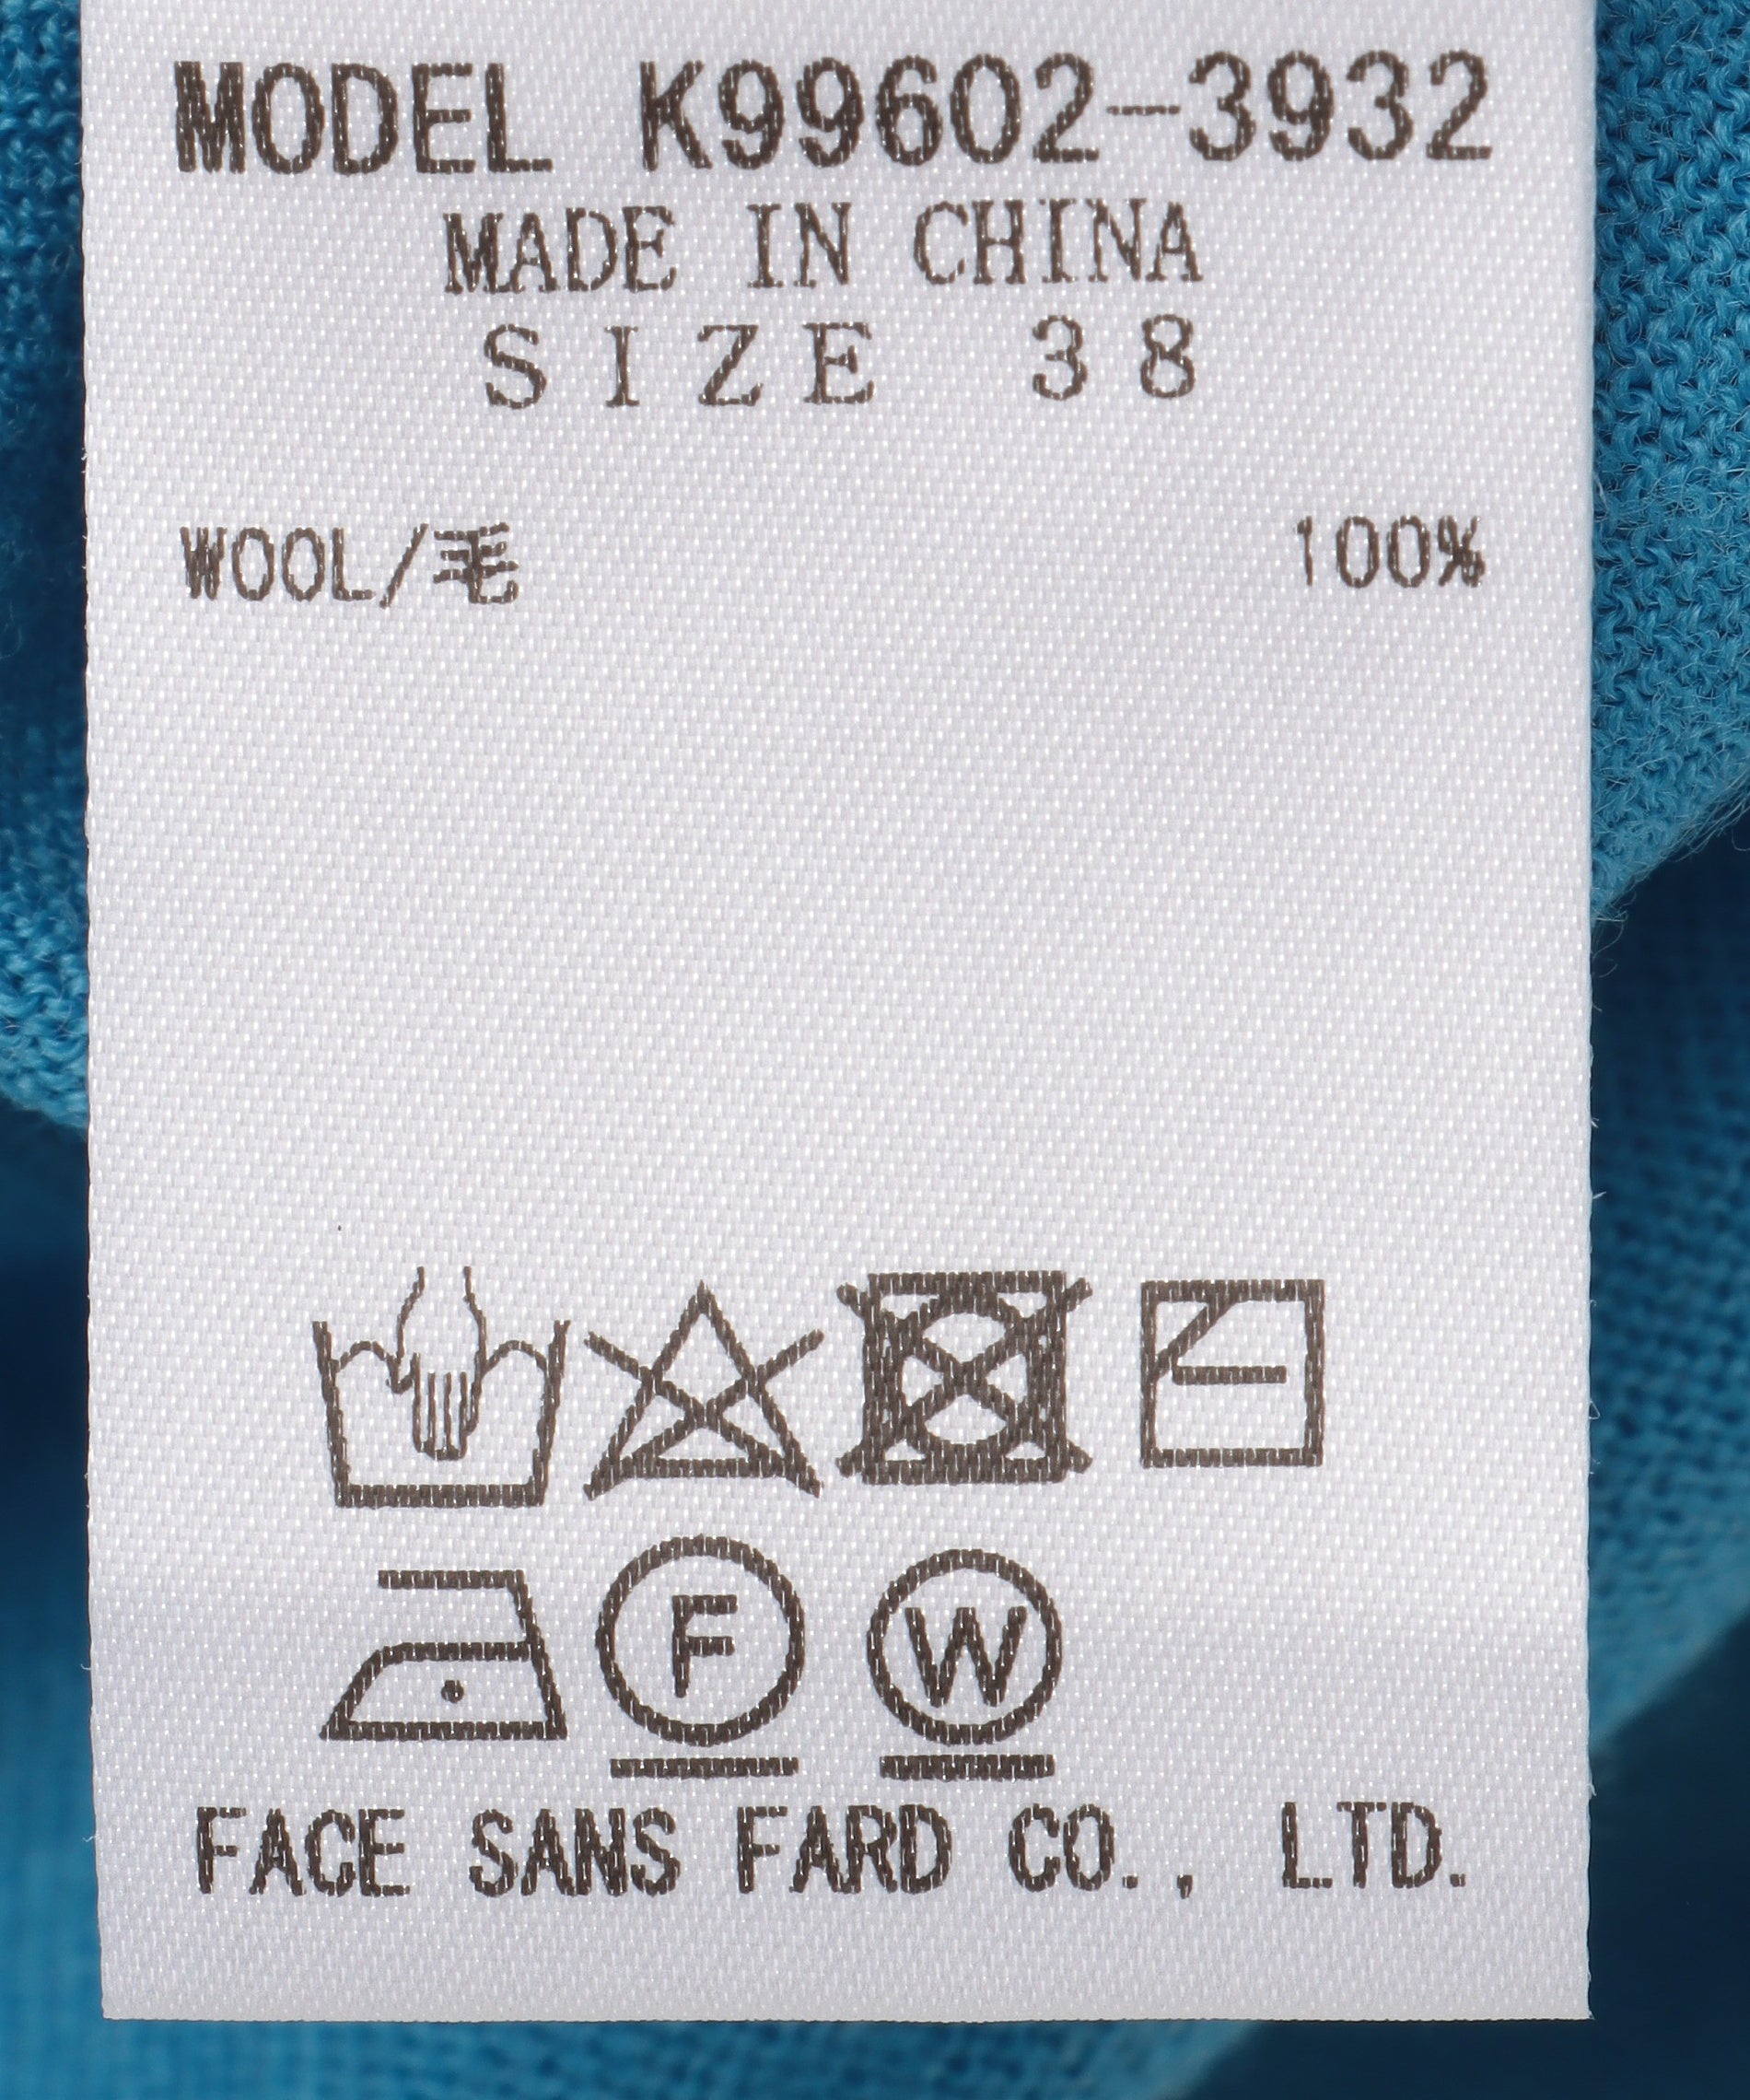 MODEL K99602-3932
MADE IN CHINA
SIZE 38
WOOL/毛 100%
F W
FACE SANS FARD CO., LTD.